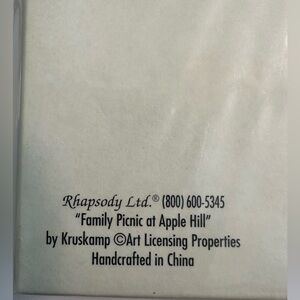 Rhapsody Ltd.® (800) 600-5345
"Family Picnic at Apple Hill"
by Kruskamp ©Art Licensing Properties
Handcrafted in China